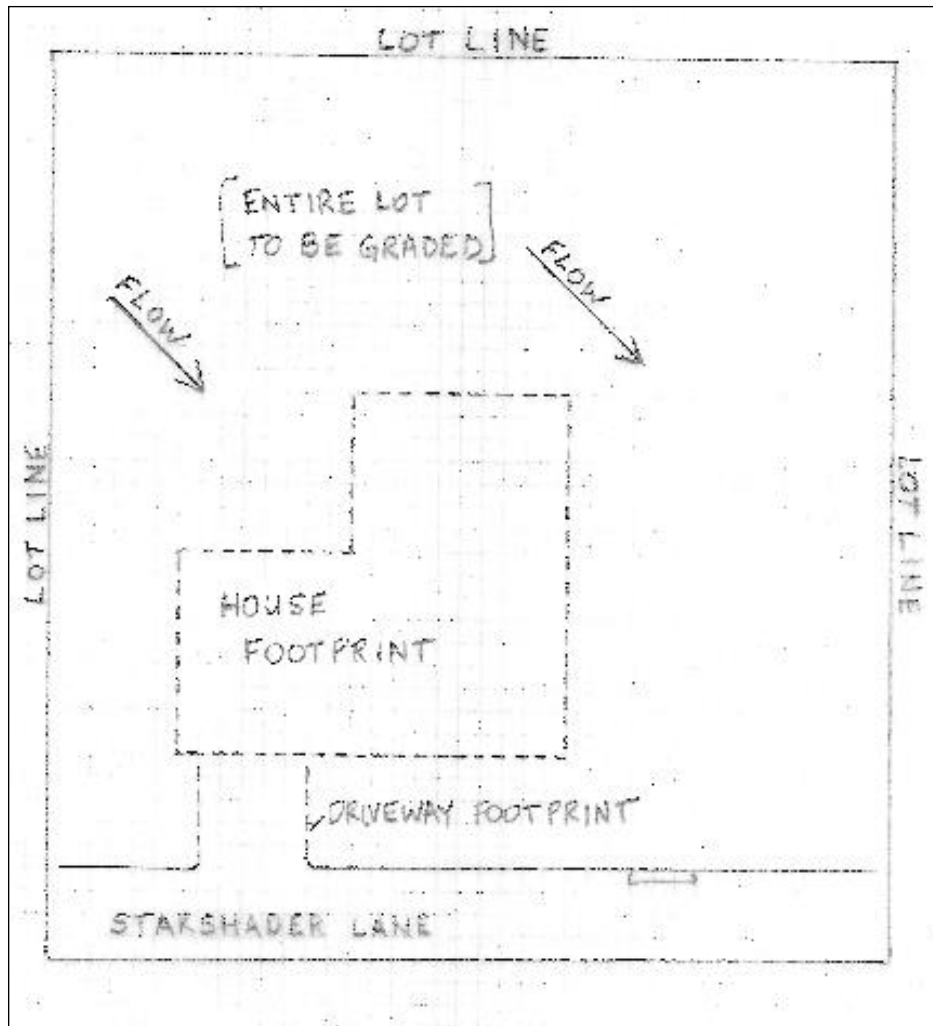 LOT LINE
[ENTIRE LOT
TO BE GRADED]
FLOW
FLOW
LOT LINE
LOT LINE
HOUSE
FOOTPRINT
DRIVEWAY FOOTPRINT
STARSHADER LANE